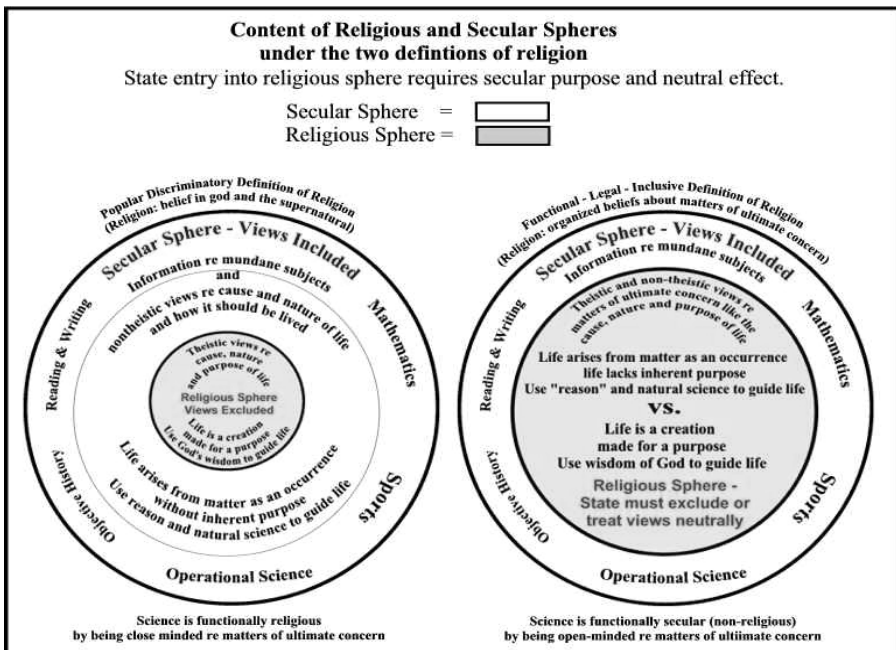 Content of Religious and Secular Spheres
under the two defintions of religion
State entry into religious sphere requires secular purpose and neutral effect.
Secular Sphere =
Religious Sphere =
Popular Discriminatory Definition of Religion
(Religion: belief in god and the supernatural)
Secular Sphere - Views Included
Information re mundane subjects
and
nontheistic views re cause and nature of life
and how it should be lived
Reading & Writing
Mathematics
Theistic views re
cause, nature
and purpose of life
Religious Sphere
Views Excluded
Life is a creation
made for a purpose
Use God's wisdom to guide life
Life arises from matter as an occurrence
without inherent purpose
Use reason and natural science to guide life
Objective History
Sports
Operational Science
Science is functionally religious
by being close minded re matters of ultimate concern
Functional - Legal - Inclusive Definition of Religion
(Religion: organized beliefs about matters of ultimate concern)
Secular Sphere - Views Included
Information re mundane subjects
Reading & Writing
Mathematics
Theistic and non-theistic views re
matters of ultimate concern like the
cause, nature and purpose of life
Life arises from matter as an occurrence
life lacks inherent purpose
Use "reason" and natural science to guide life
vs.
Life is a creation
made for a purpose
Use wisdom of God to guide life
Religious Sphere -
State must exclude or
treat views neutrally
Objective History
Sports
Operational Science
Science is functionally secular (non-religious)
by being open-minded re matters of ultiimate concern